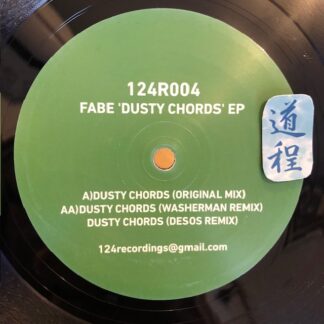 124R004
FABE 'DUSTY CHORDS' EP
道
程
A)DUSTY CHORDS (ORIGINAL MIX)
AA)DUSTY CHORDS (WASHERMAN REMIX)
DUSTY CHORDS (DESOS REMIX)
124recordings@gmail.com